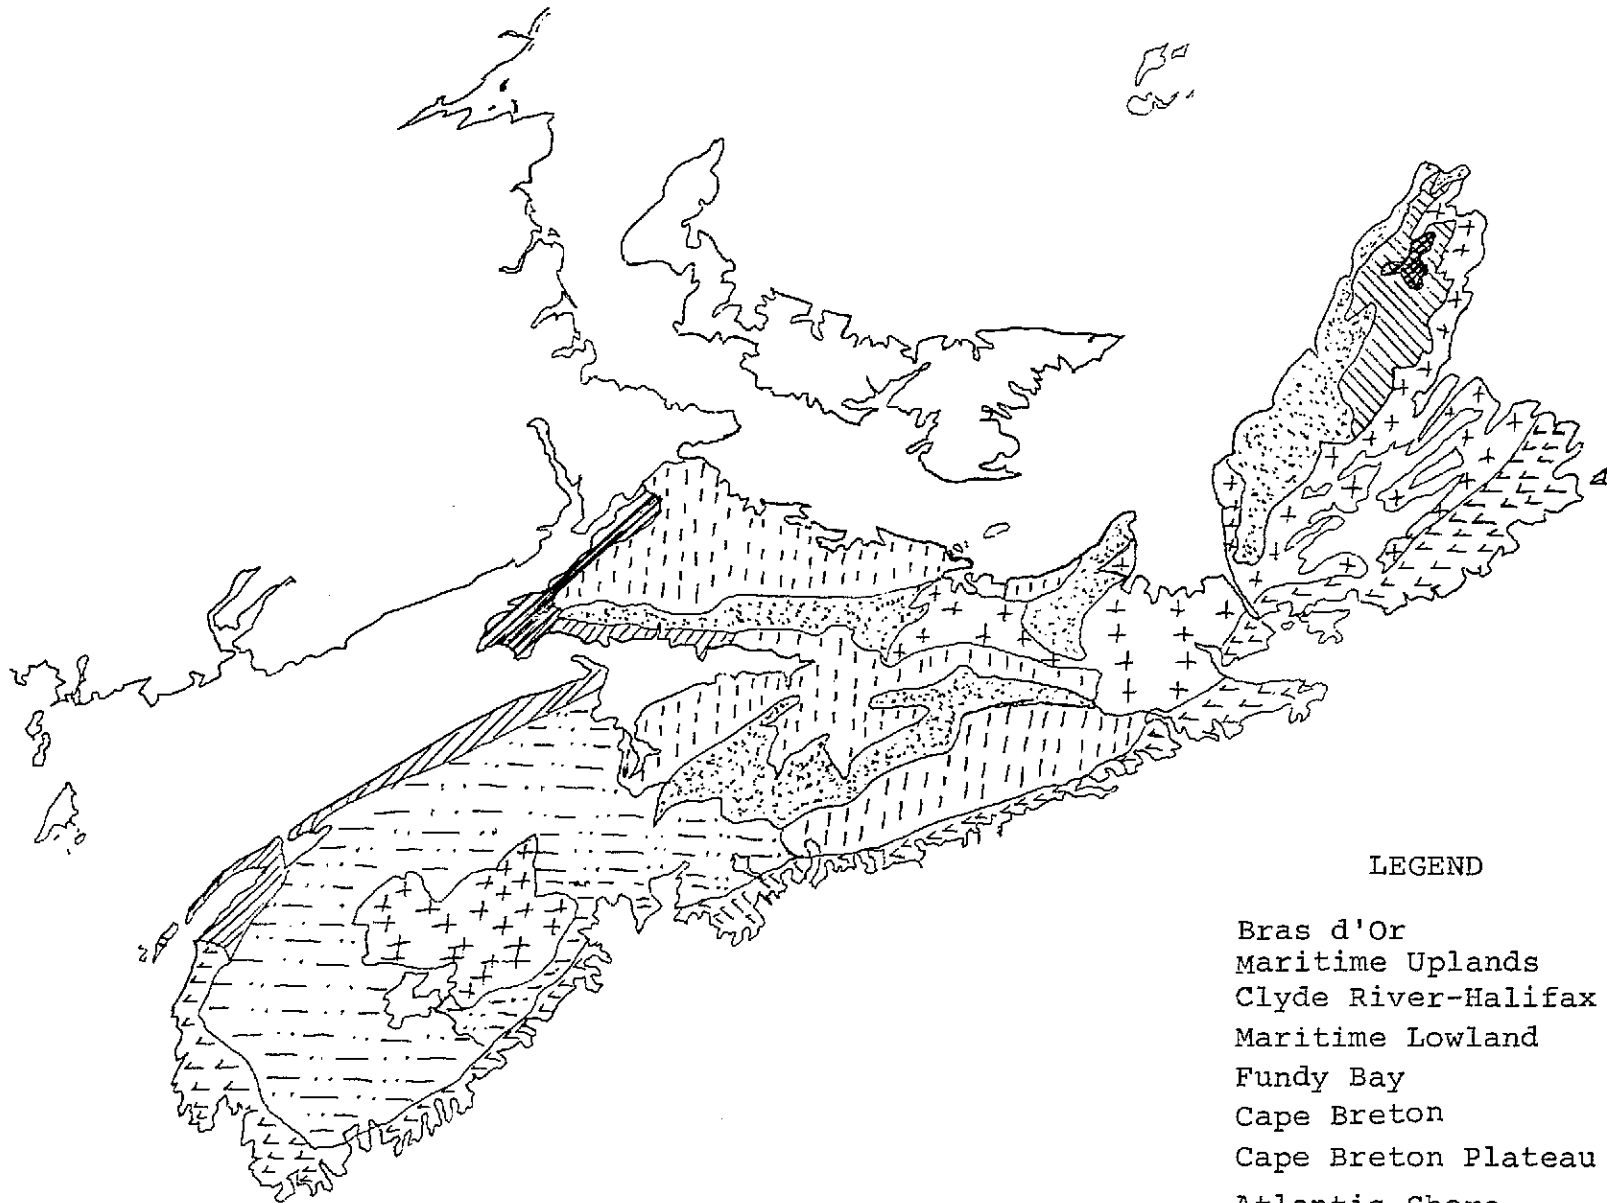 LEGEND
Bras d'Or
Maritime Uplands
Clyde River-Halifax
Maritime Lowland
Fundy Bay
Cape Breton
Cape Breton Plateau